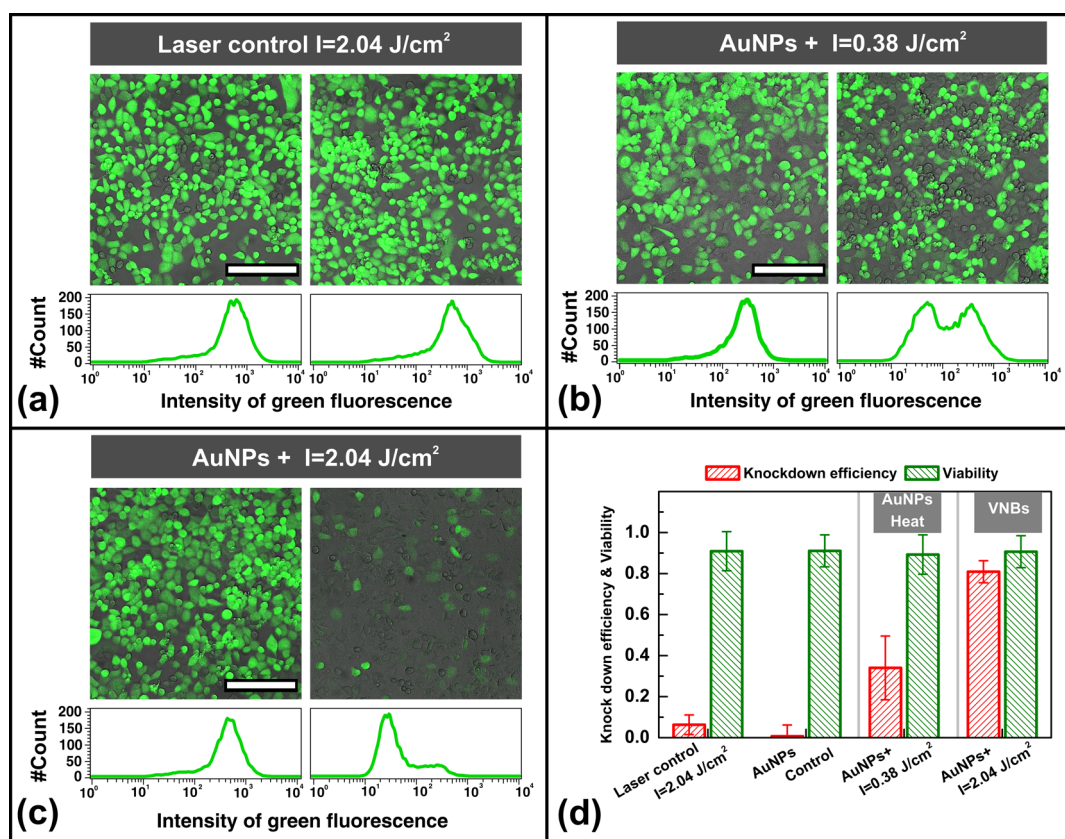 Laser control I=2.04 J/cm²
#Count
200
150
100
50
0
10⁰ 10¹ 10² 10³ 10⁴
10⁰ 10¹ 10² 10³ 10⁴
Intensity of green fluorescence
(a)
AuNPs + I=0.38 J/cm²
#Count
200
150
100
50
0
10⁰ 10¹ 10² 10³ 10⁴
10⁰ 10¹ 10² 10³ 10⁴
Intensity of green fluorescence
(b)
AuNPs + I=2.04 J/cm²
#Count
200
150
100
50
0
10⁰ 10¹ 10² 10³ 10⁴
10⁰ 10¹ 10² 10³ 10⁴
Intensity of green fluorescence
(c)
Knockdown efficiency Viability
AuNPs
Heat
VNBs
Knock down efficiency & Viability
1.0
0.8
0.6
0.4
0.2
0.0
Laser control
I=2.04 J/cm²
AuNPs
Control
AuNPs+
I=0.38 J/cm²
AuNPs+
I=2.04 J/cm²
(d)